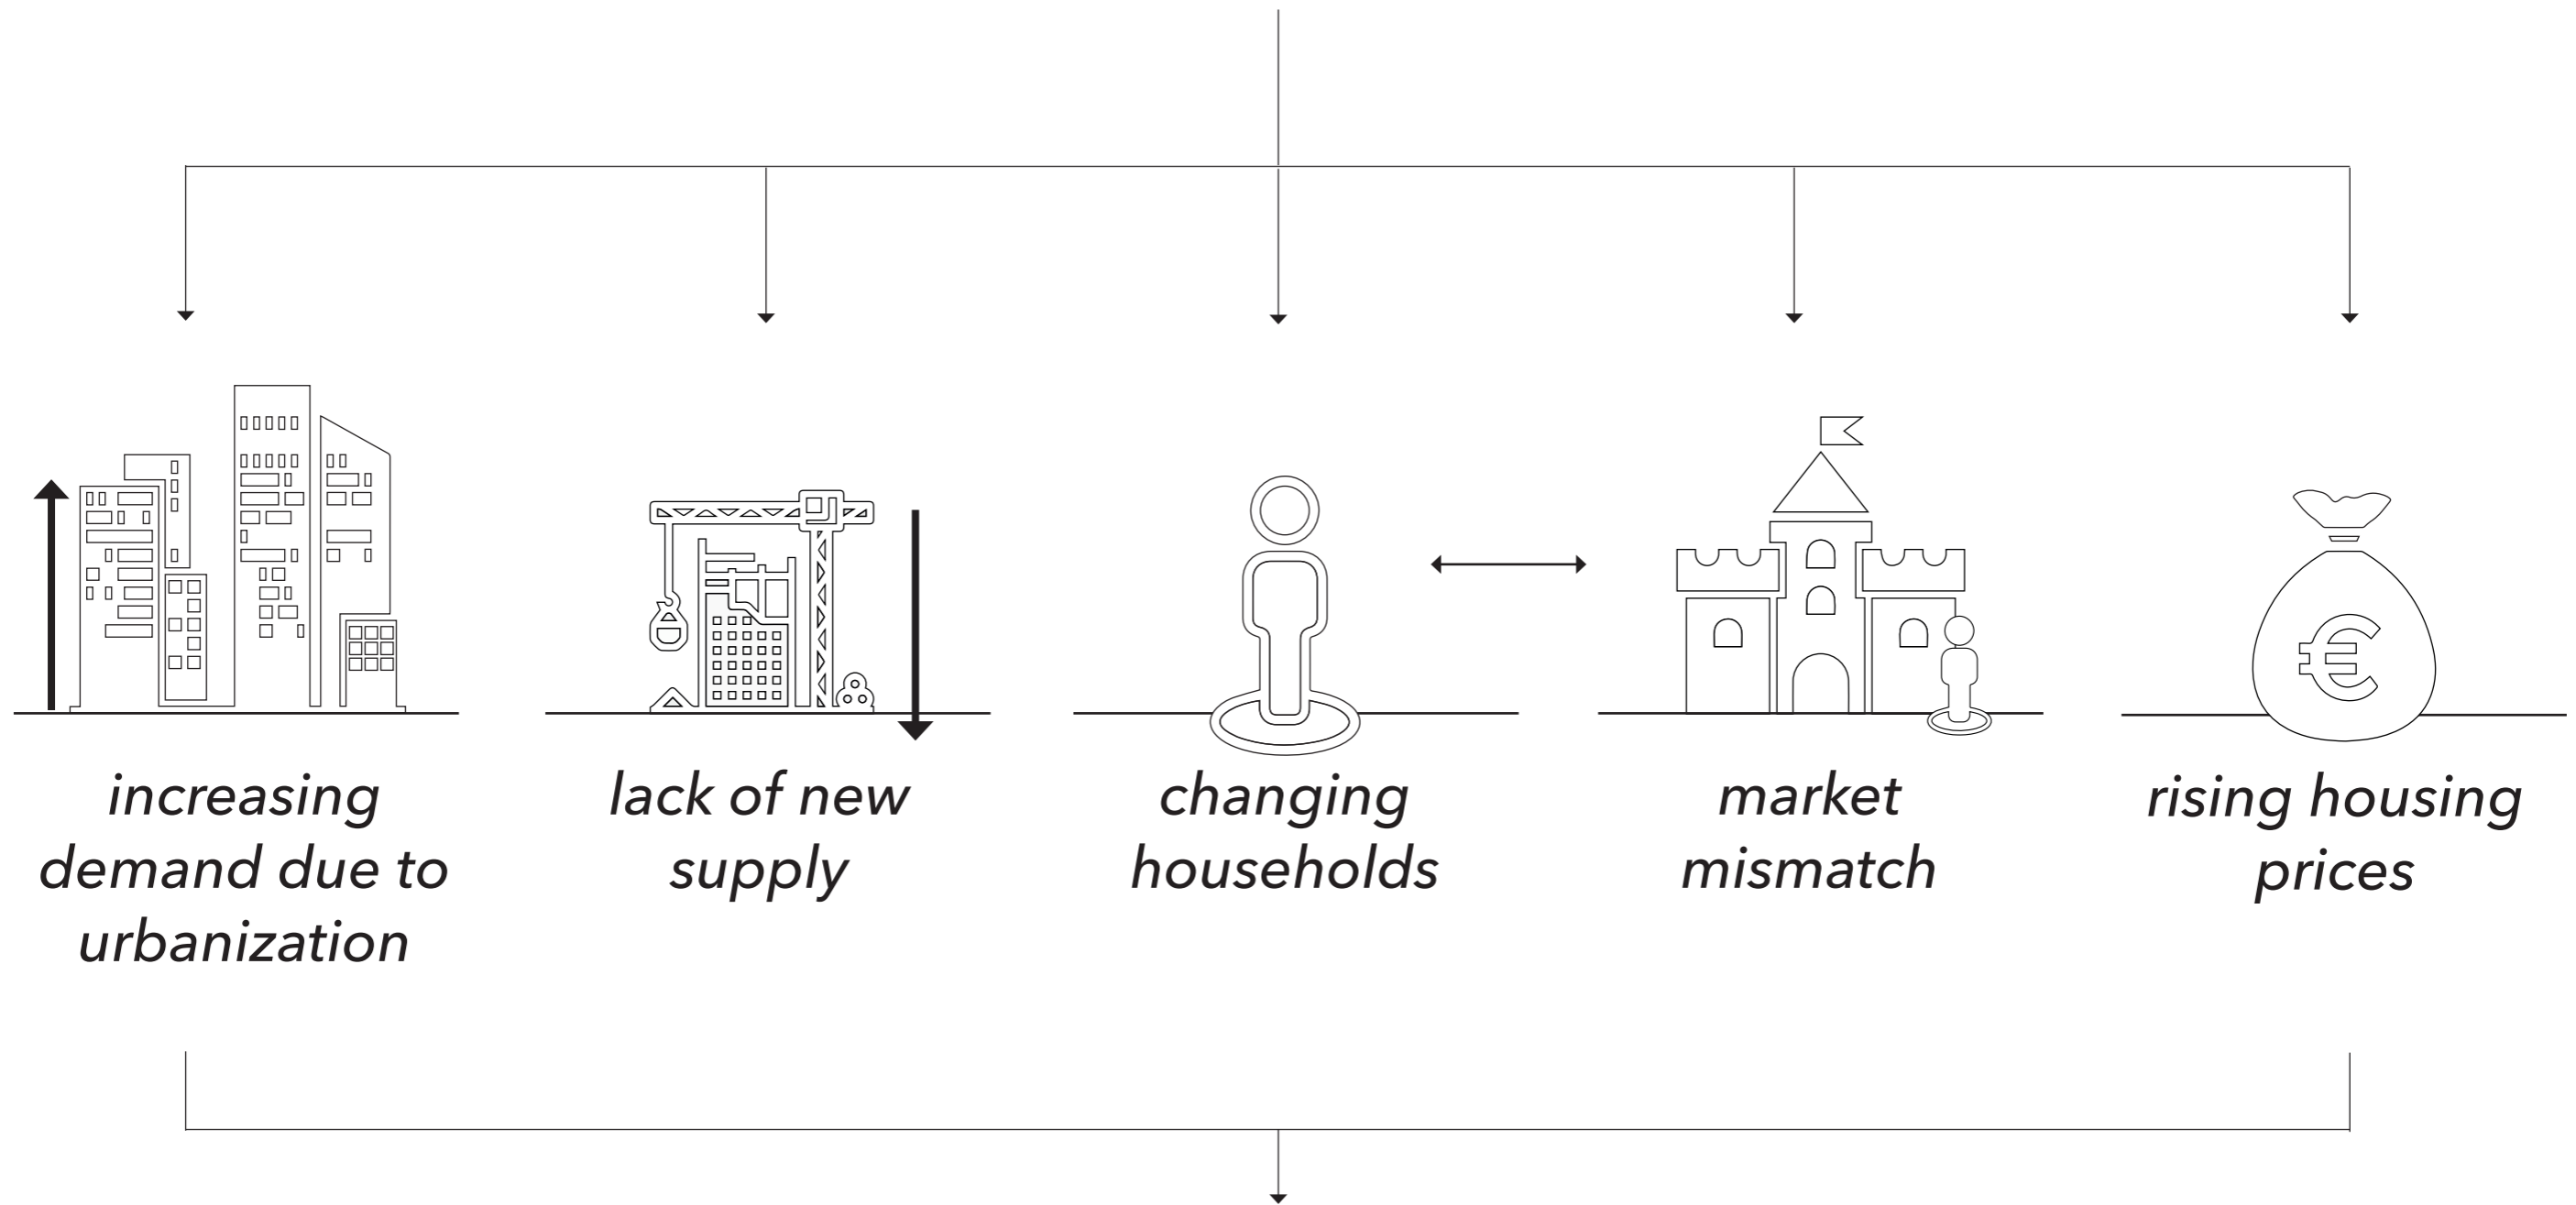 increasing
demand due to
urbanization
lack of new
supply
changing
households
market
mismatch
rising housing
prices
€